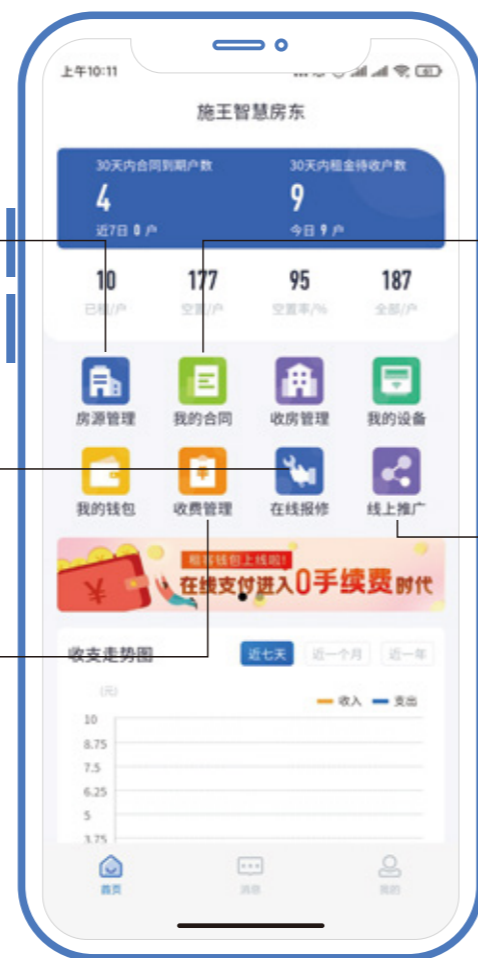 上午10:11
施王智慧房东
30天内合同到期户数 30天内租金待收户数
4 9
近7日 0 户 今日 9 户
10 177 95 187
已租/户 空置/户 空置率/% 全部/户
房源管理 我的合同 收房管理 我的设备
我的钱包 收费管理 在线报修 线上推广
租客钱包上线啦!
在线支付进入0手续费时代
收支走势图 近七天 近一个月 近一年
(元)
收入 支出
10
8.75
7.5
6.25
5
3.75
首页 消息 我的